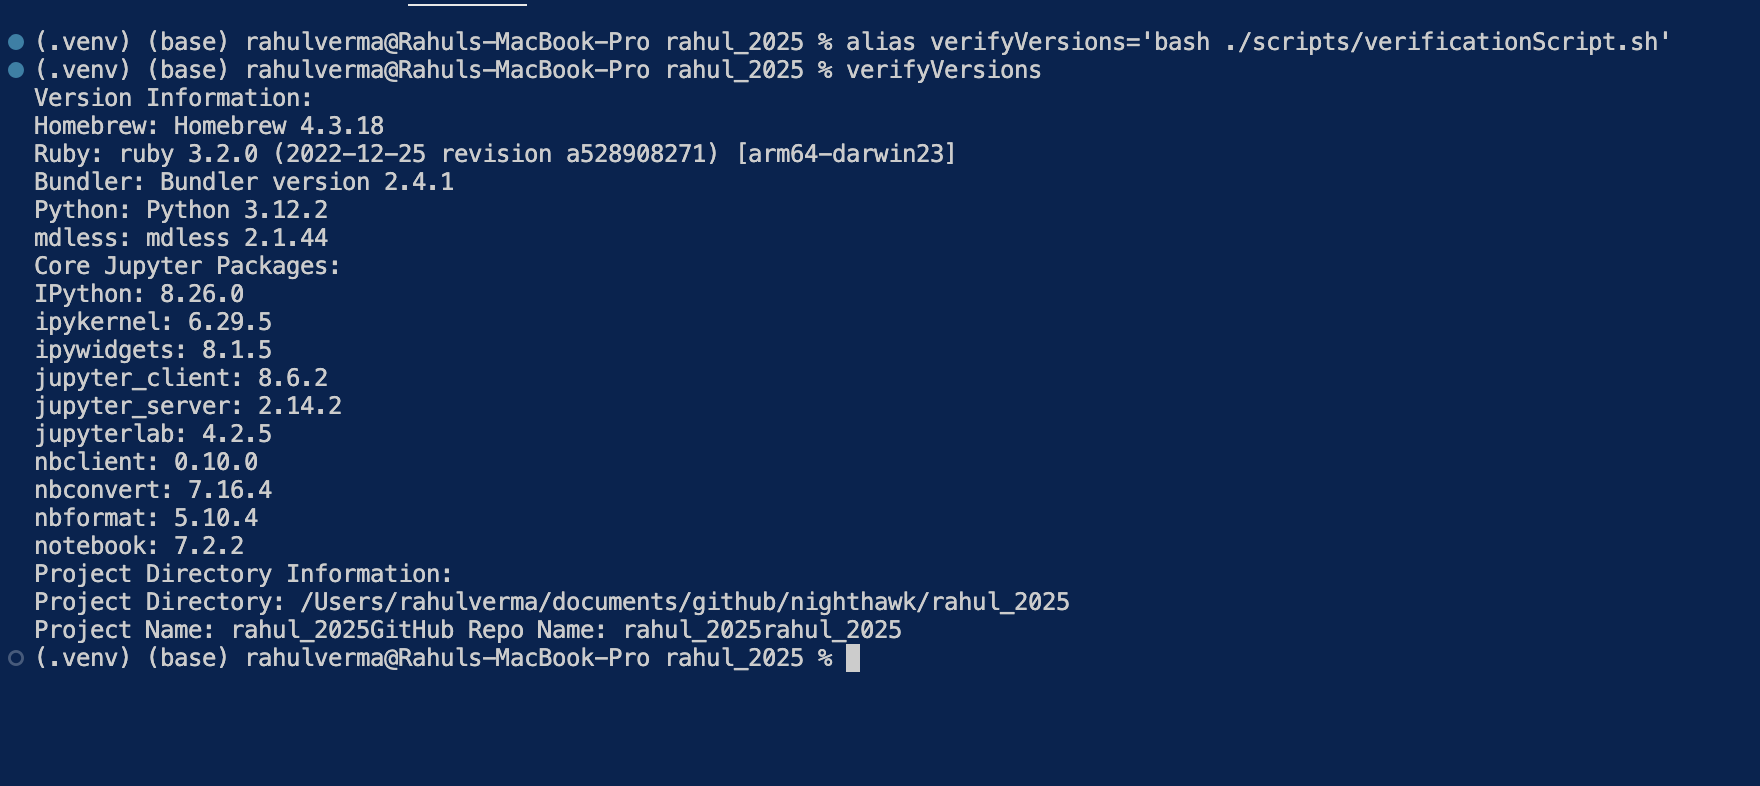 (.venv) (base) rahulverma@Rahuls-MacBook-Pro rahul_2025 % alias verifyVersions='bash ./scripts/verificationScript.sh'
(.venv) (base) rahulverma@Rahuls-MacBook-Pro rahul_2025 % verifyVersions
Version Information:
Homebrew: Homebrew 4.3.18
Ruby: ruby 3.2.0 (2022-12-25 revision a528908271) [arm64-darwin23]
Bundler: Bundler version 2.4.1
Python: Python 3.12.2
mdless: mdless 2.1.44
Core Jupyter Packages:
IPython: 8.26.0
ipykernel: 6.29.5
ipywidgets: 8.1.5
jupyter_client: 8.6.2
jupyter_server: 2.14.2
jupyterlab: 4.2.5
nbclient: 0.10.0
nbconvert: 7.16.4
nbformat: 5.10.4
notebook: 7.2.2
Project Directory Information:
Project Directory: /Users/rahulverma/documents/github/nighthawk/rahul_2025
Project Name: rahul_2025GitHub Repo Name: rahul_2025rahul_2025
(.venv) (base) rahulverma@Rahuls-MacBook-Pro rahul_2025 %